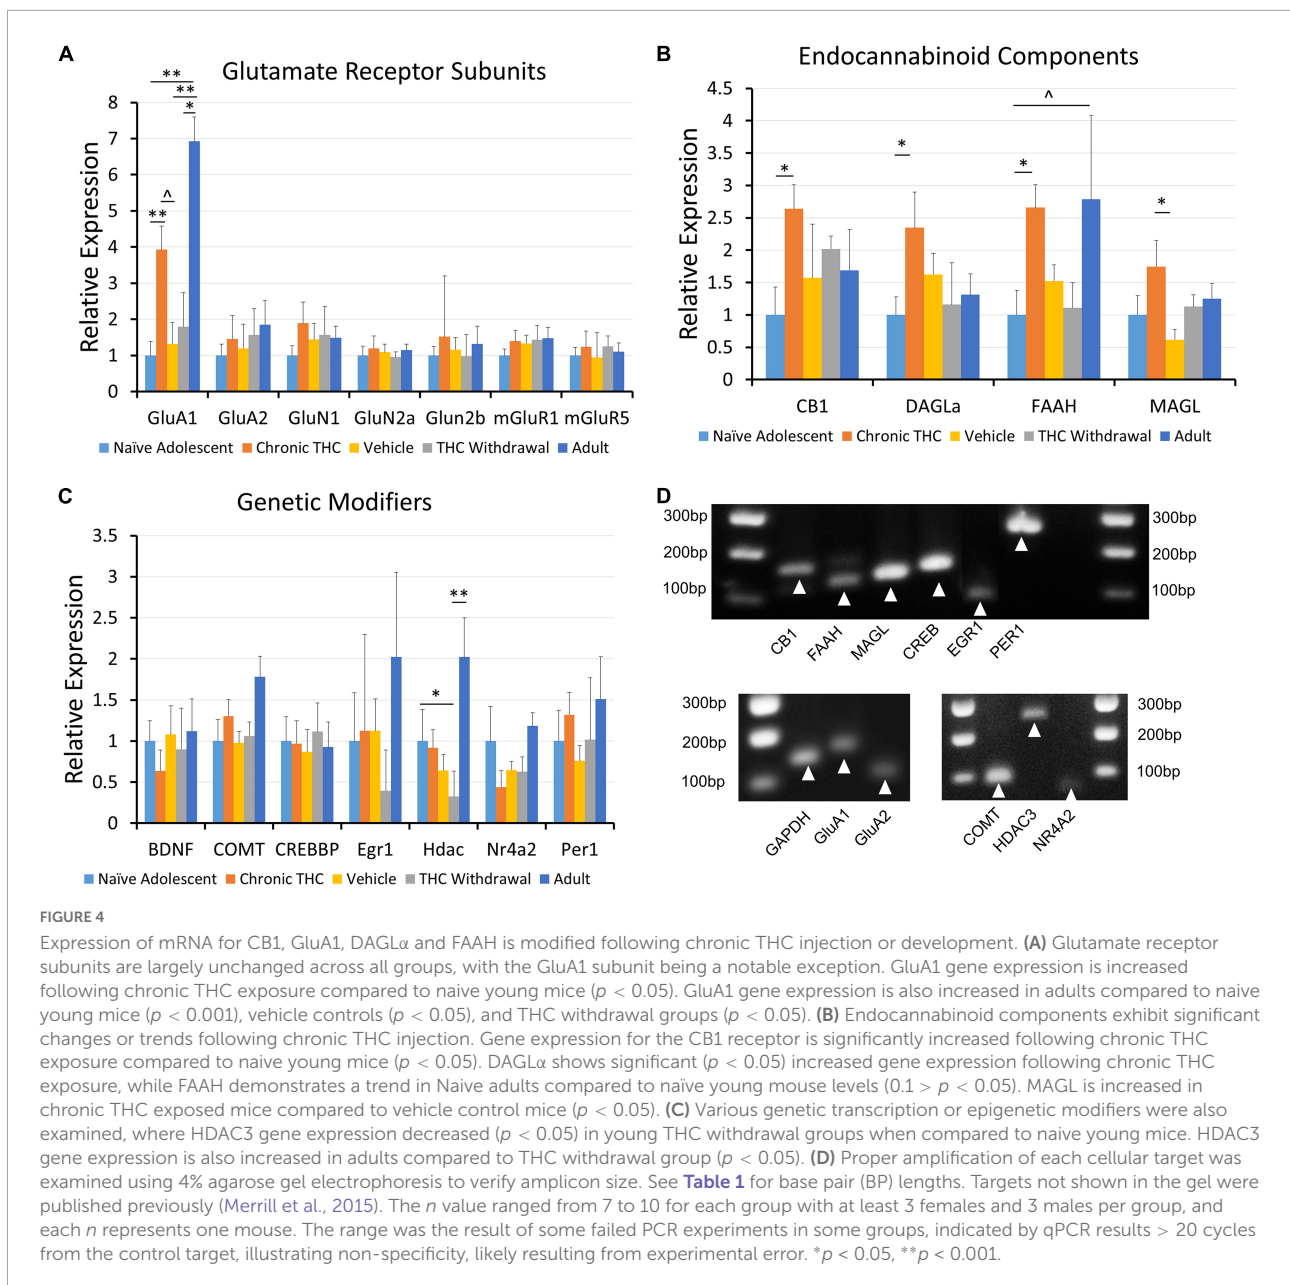 A
Glutamate Receptor Subunits
Relative Expression
8
7
6
5
4
3
2
1
0
**
**
*
^
**
GluA1 GluA2 GluN1 GluN2a Glun2b mGluR1 mGluR5
Naïve Adolescent Chronic THC Vehicle THC Withdrawal Adult
B
Endocannabinoid Components
Relative Expression
4.5
4
3.5
3
2.5
2
1.5
1
0.5
0
*
*
*
^
*
CB1 DAGLa FAAH MAGL
Naïve Adolescent Chronic THC Vehicle THC Withdrawal Adult
C
Genetic Modifiers
Relative Expression
3.5
3
2.5
2
1.5
1
0.5
0
*
**
BDNF COMT CREBBP Egr1 Hdac Nr4a2 Per1
Naïve Adolescent Chronic THC Vehicle THC Withdrawal Adult
D
300bp 300bp
200bp 200bp
100bp 100bp
CB1 FAAH MAGL CREB EGR1 PER1
300bp
200bp
100bp
GAPDH GluA1 GluA2
300bp
200bp
100bp
COMT HDAC3 NR4A2
FIGURE 4
Expression of mRNA for CB1, GluA1, DAGLα and FAAH is modified following chronic THC injection or development. (A) Glutamate receptor
subunits are largely unchanged across all groups, with the GluA1 subunit being a notable exception. GluA1 gene expression is increased
following chronic THC exposure compared to naive young mice (p < 0.05). GluA1 gene expression is also increased in adults compared to naive
young mice (p < 0.001), vehicle controls (p < 0.05), and THC withdrawal groups (p < 0.05). (B) Endocannabinoid components exhibit significant
changes or trends following chronic THC injection. Gene expression for the CB1 receptor is significantly increased following chronic THC
exposure compared to naive young mice (p < 0.05). DAGLα shows significant (p < 0.05) increased gene expression following chronic THC
exposure, while FAAH demonstrates a trend in Naive adults compared to naïve young mouse levels (0.1 > p < 0.05). MAGL is increased in
chronic THC exposed mice compared to vehicle control mice (p < 0.05). (C) Various genetic transcription or epigenetic modifiers were also
examined, where HDAC3 gene expression decreased (p < 0.05) in young THC withdrawal groups when compared to naive young mice. HDAC3
gene expression is also increased in adults compared to THC withdrawal group (p < 0.05). (D) Proper amplification of each cellular target was
examined using 4% agarose gel electrophoresis to verify amplicon size. See Table 1 for base pair (BP) lengths. Targets not shown in the gel were
published previously (Merrill et al., 2015). The n value ranged from 7 to 10 for each group with at least 3 females and 3 males per group, and
each n represents one mouse. The range was the result of some failed PCR experiments in some groups, indicated by qPCR results > 20 cycles
from the control target, illustrating non-specificity, likely resulting from experimental error. *p < 0.05, **p < 0.001.